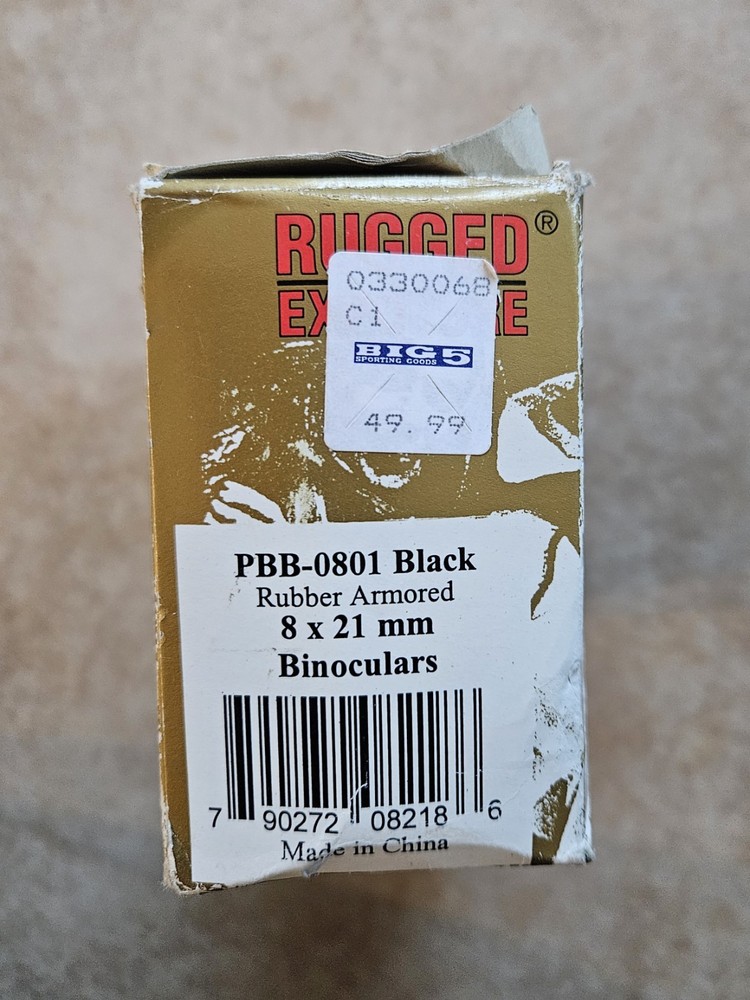 RUGGED®
0330068
C1
BIG 5
SPORTING GOODS
49.99
PBB-0801 Black
Rubber Armored
8 x 21 mm
Binoculars
7 90272 08218 6
Made in China